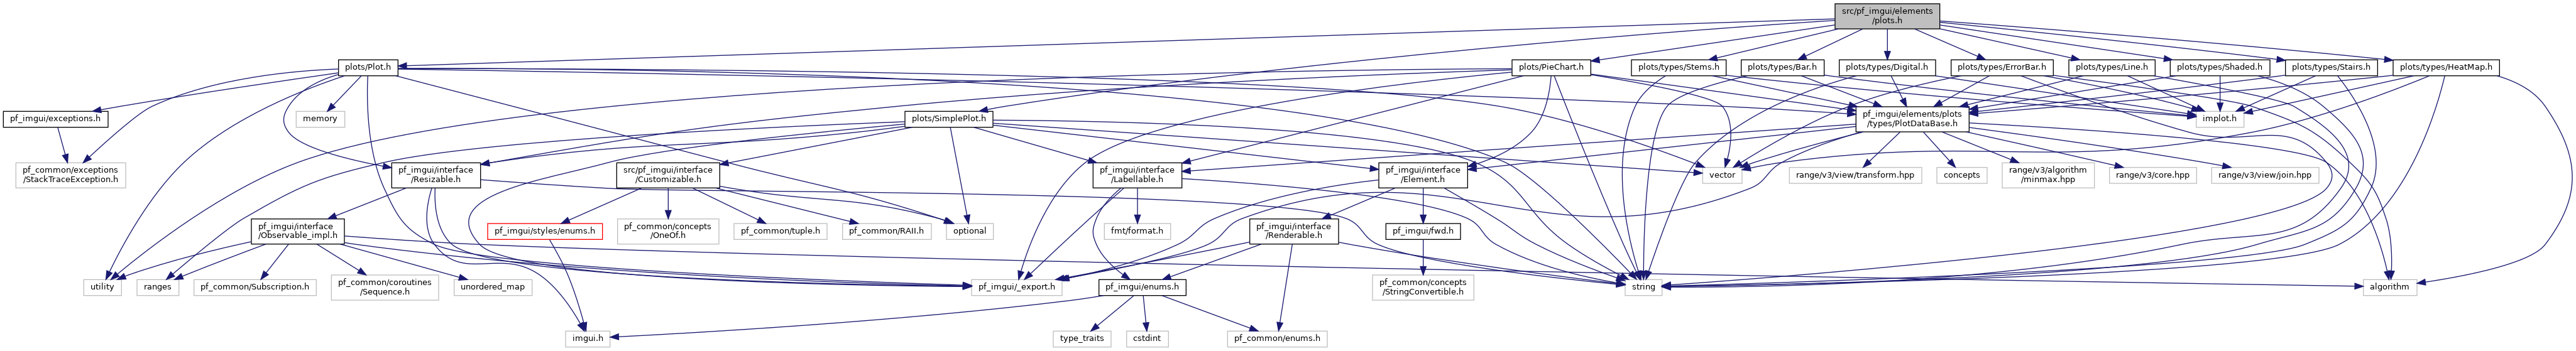 src/pf_imgui/elements
/plots.h
plots/Plot.h
plots/PieChart.h
plots/types/Stems.h
plots/types/Bar.h
plots/types/Digital.h
plots/types/ErrorBar.h
plots/types/Line.h
plots/types/Shaded.h
plots/types/Stairs.h
plots/types/HeatMap.h
pf_imgui/exceptions.h
memory
plots/SimplePlot.h
pf_imgui/elements/plots
/types/PlotDataBase.h
implot.h
pf_common/exceptions
/StackTraceException.h
pf_imgui/interface
/Resizable.h
src/pf_imgui/interface
/Customizable.h
pf_imgui/interface
/Labellable.h
pf_imgui/interface
/Element.h
vector
range/v3/view/transform.hpp
concepts
range/v3/algorithm
/minmax.hpp
range/v3/core.hpp
range/v3/view/join.hpp
pf_imgui/interface
/Observable_impl.h
pf_imgui/styles/enums.h
pf_common/concepts
/OneOf.h
pf_common/tuple.h
pf_common/RAII.h
optional
fmt/format.h
pf_imgui/interface
/Renderable.h
pf_imgui/fwd.h
utility
ranges
pf_common/Subscription.h
pf_common/coroutines
/Sequence.h
unordered_map
pf_imgui/_export.h
pf_imgui/enums.h
pf_common/concepts
/StringConvertible.h
string
algorithm
imgui.h
type_traits
cstdint
pf_common/enums.h